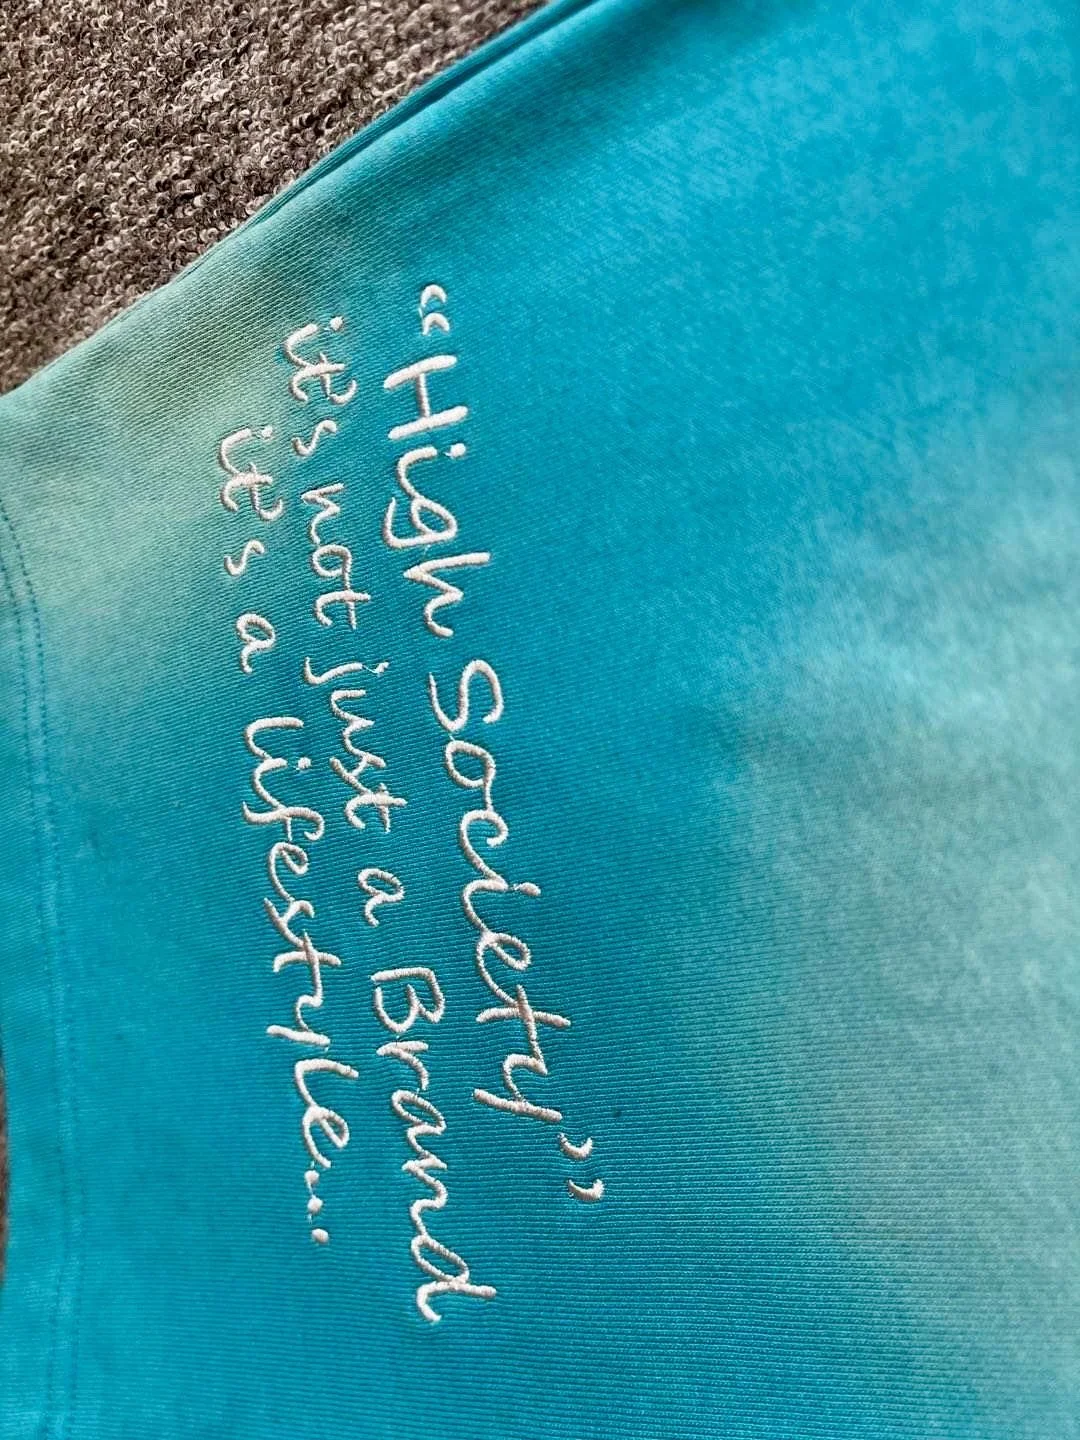 “High Society”
it's not just a Brand
it's a lifestyle...